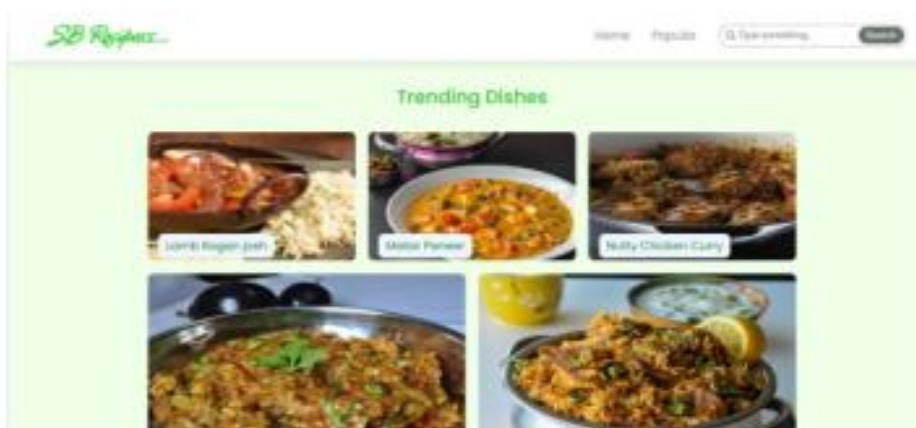 SB Recipes...
Home Popular Type something... Search
Trending Dishes
Lamb Rogan Josh Matar Paneer Nutty Chicken Curry